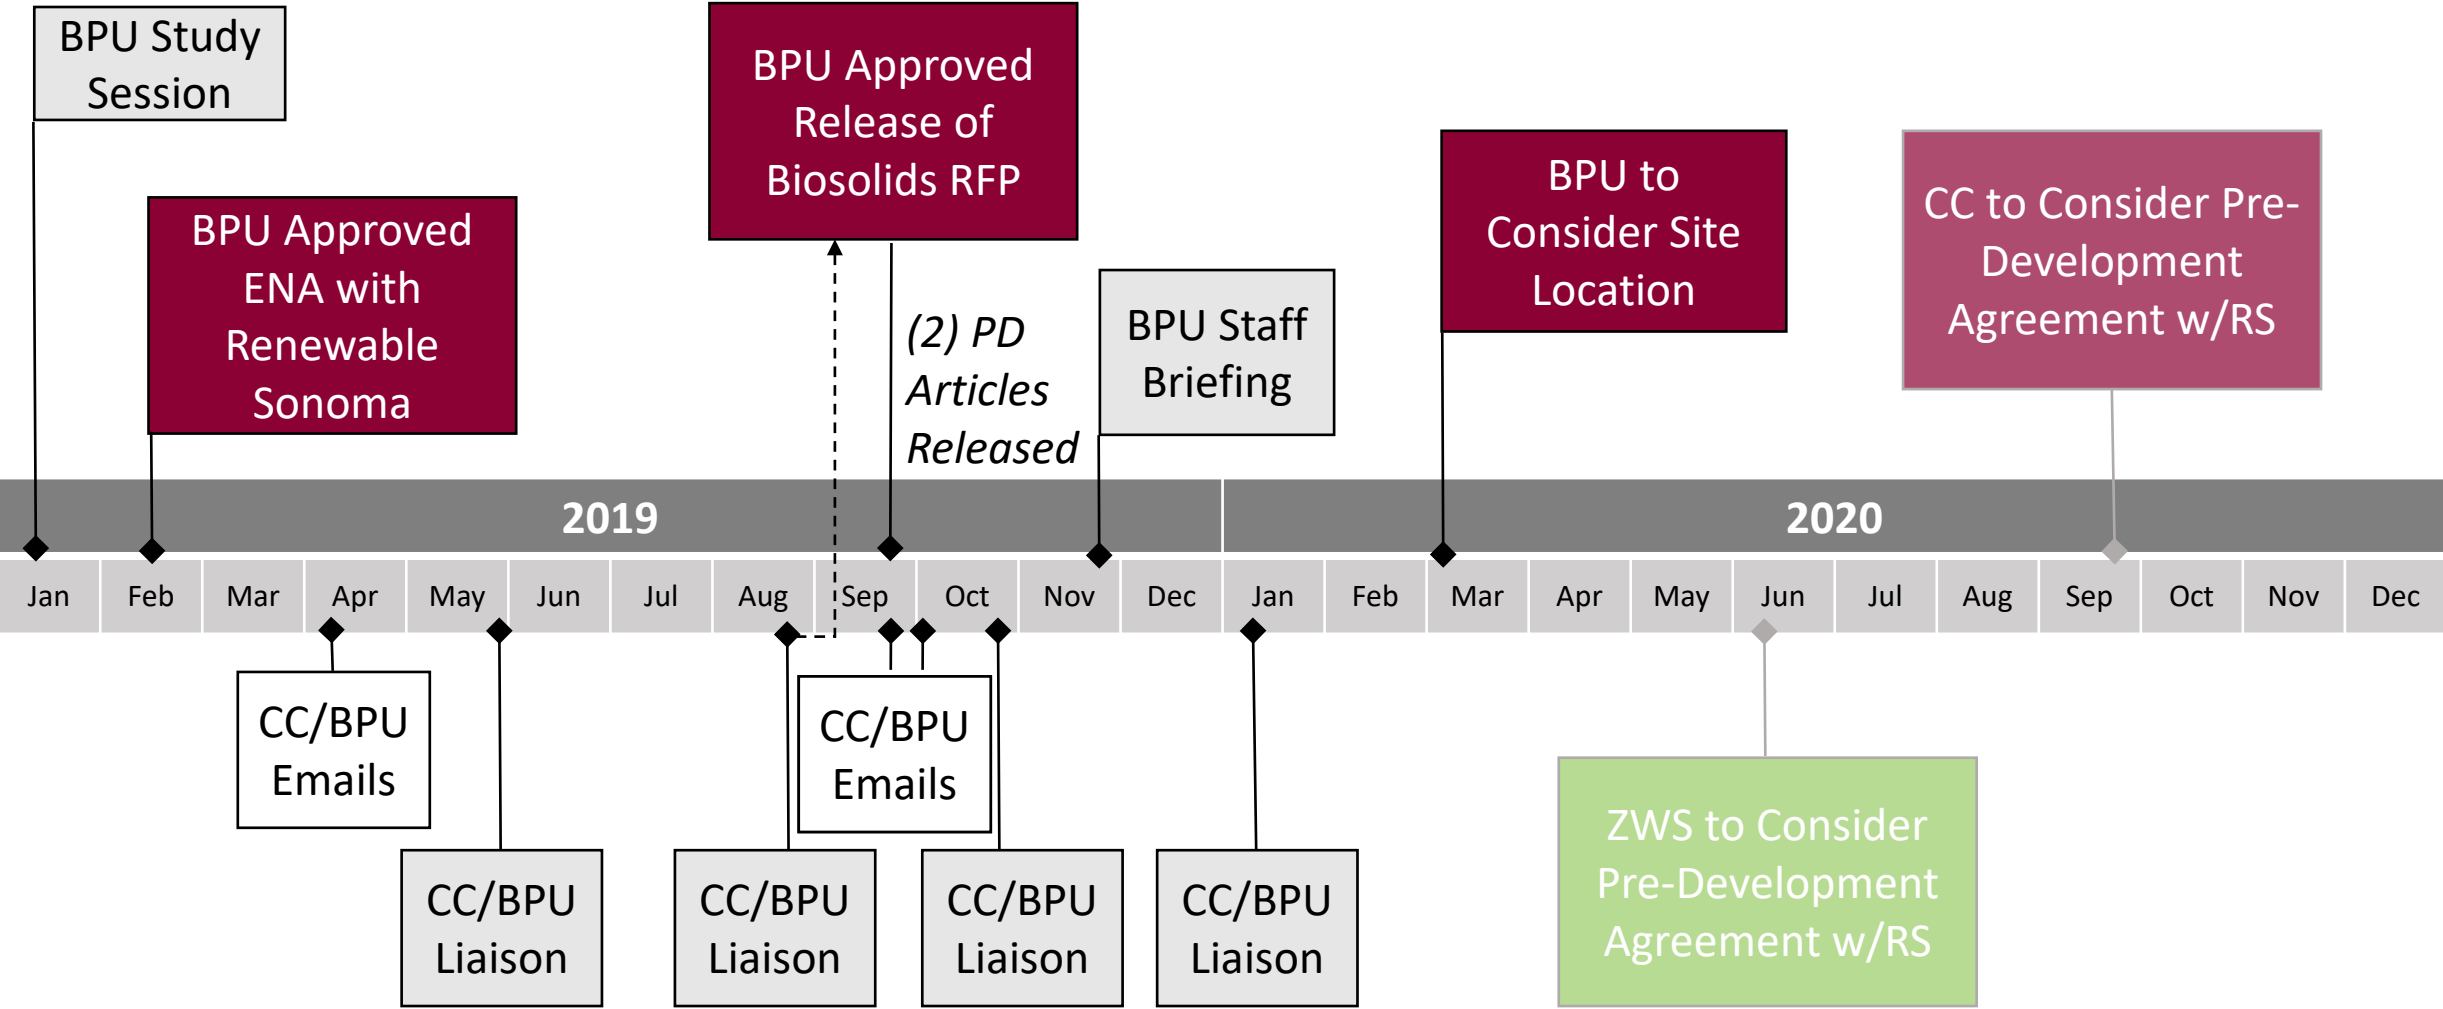 BPU Study
Session
BPU Approved
ENA with
Renewable
Sonoma
BPU Approved
Release of
Biosolids RFP
(2) PD
Articles
Released
BPU Staff
Briefing
BPU to
Consider Site
Location
CC to Consider Pre-
Development
Agreement w/RS
2019
2020
Jan
Feb
Mar
Apr
May
Jun
Jul
Aug
Sep
Oct
Nov
Dec
Jan
Feb
Mar
Apr
May
Jun
Jul
Aug
Sep
Oct
Nov
Dec
CC/BPU
Emails
CC/BPU
Liaison
CC/BPU
Liaison
CC/BPU
Emails
CC/BPU
Liaison
CC/BPU
Liaison
ZWS to Consider
Pre-Development
Agreement w/RS